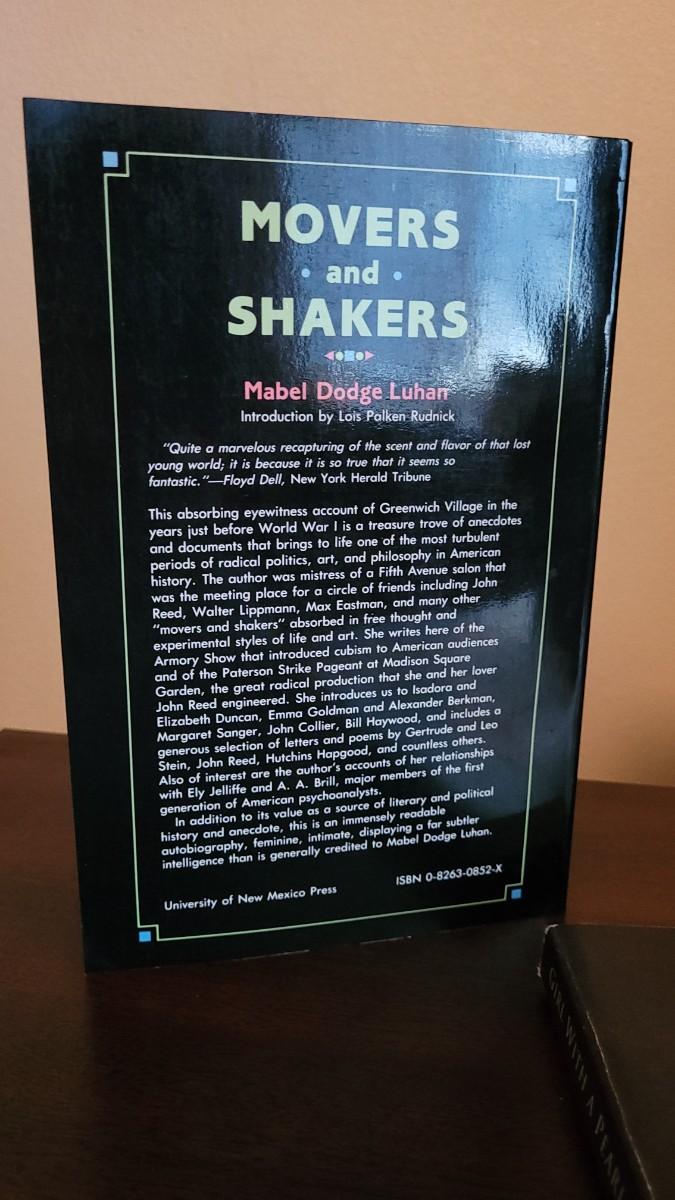 MOVERS
• and •
SHAKERS
Mabel Dodge Luhan
Introduction by Lois Palken Rudnick
"Quite a marvelous recapturing of the scent and flavor of that lost
young world; it is because it is so true that it seems so
fantastic."—Floyd Dell, New York Herald Tribune
This absorbing eyewitness account of Greenwich Village in the
years just before World War I is a treasure trove of anecdotes
and documents that brings to life one of the most turbulent
periods of radical politics, art, and philosophy in American
history. The author was mistress of a Fifth Avenue salon that
was the meeting place for a circle of friends including John
Reed, Walter Lippmann, Max Eastman, and many other
"movers and shakers" absorbed in free thought and
experimental styles of life and art. She writes here of the
Armory Show that introduced cubism to American audiences
and of the Paterson Strike Pageant at Madison Square
Garden, the great radical production that she and her lover
John Reed engineered. She introduces us to Isadora and
Elizabeth Duncan, Emma Goldman and Alexander Berkman,
Margaret Sanger, John Collier, Bill Haywood, and includes a
generous selection of letters and poems by Gertrude and Leo
Stein, John Reed, Hutchins Hapgood, and countless others.
Also of interest are the author's accounts of her relationships
with Ely Jelliffe and A. A. Brill, major members of the first
generation of American psychoanalysts.
In addition to its value as a source of literary and political
history and anecdote, this is an immensely readable
autobiography, feminine, intimate, displaying a far subtler
intelligence than is generally credited to Mabel Dodge Luhan.
University of New Mexico Press
ISBN 0-8263-0852-X
GIRL WITH A PEARL